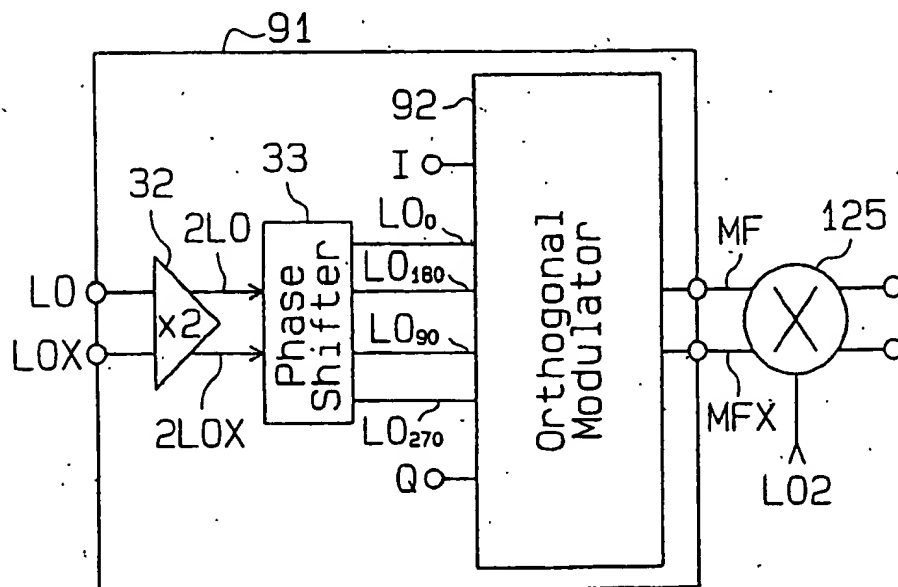 91
92
I
32
33
2LO
LO0
MF
125
LO
LO180
x2
Phase Shifter
Orthogonal Modulator
LO90
LOX
MFX
2LOX
LO270
Q
LO2